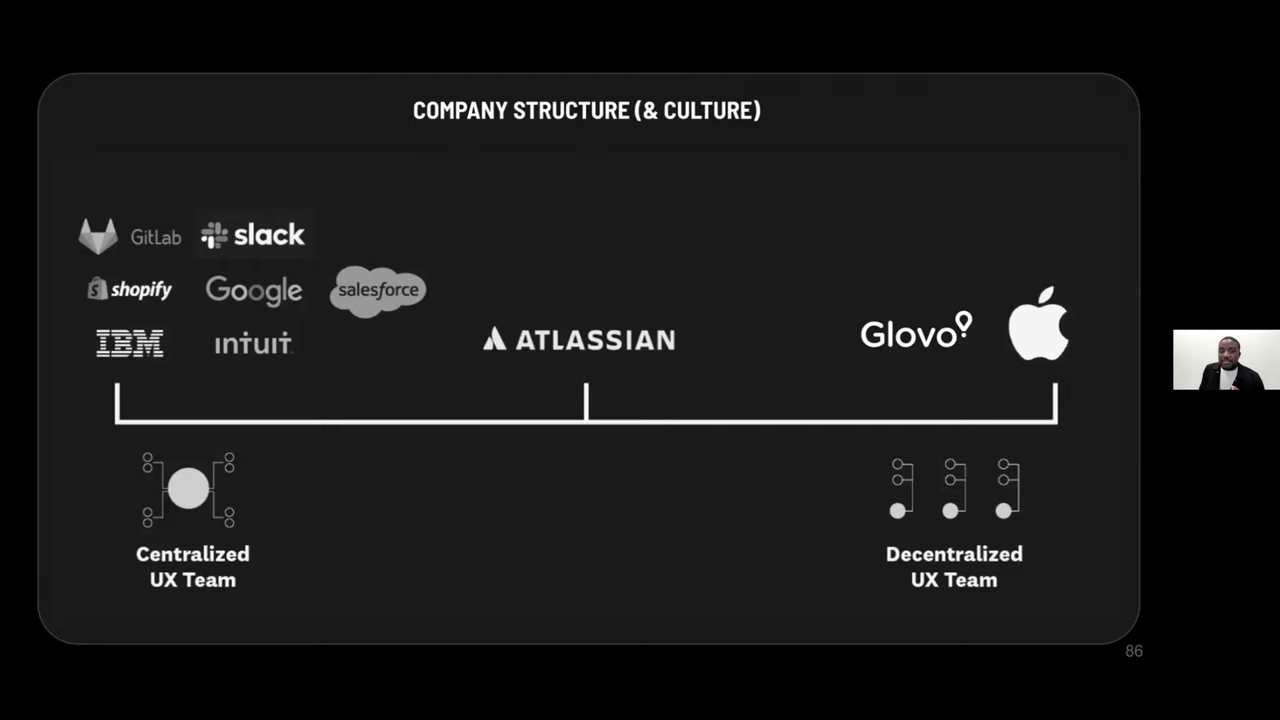 COMPANY STRUCTURE (& CULTURE)
GitLab slack
shopify Google salesforce
IBM intuit
ATLASSIAN
Glovo
Centralized
UX Team
Decentralized
UX Team
86